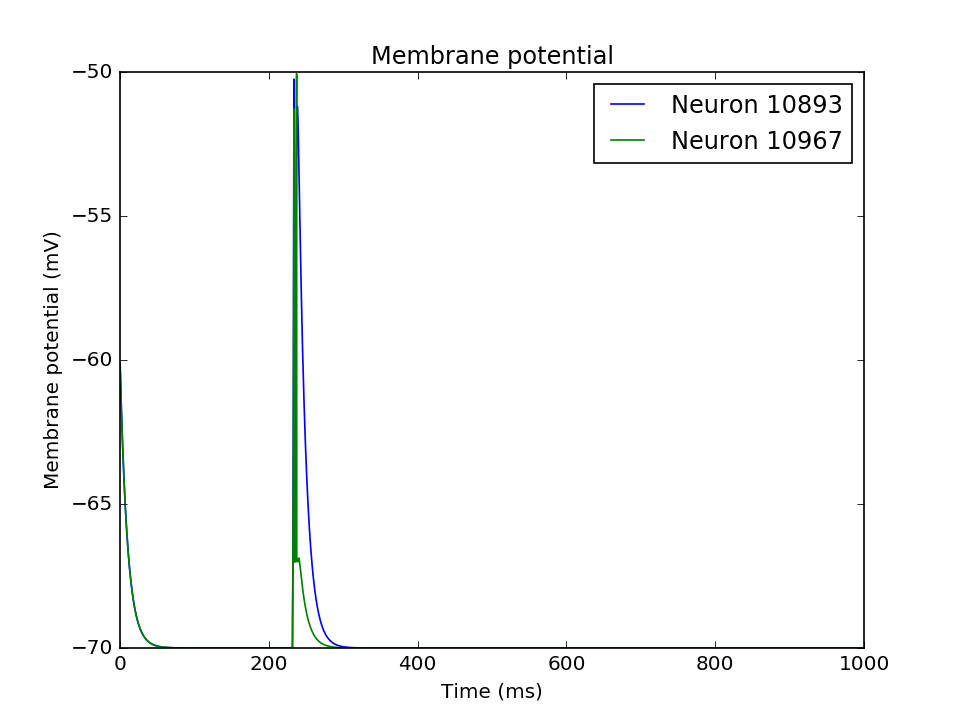 Membrane potential
Neuron 10893
Neuron 10967
Membrane potential (mV)
−50
−55
−60
−65
−70
0 200 400 600 800 1000
Time (ms)